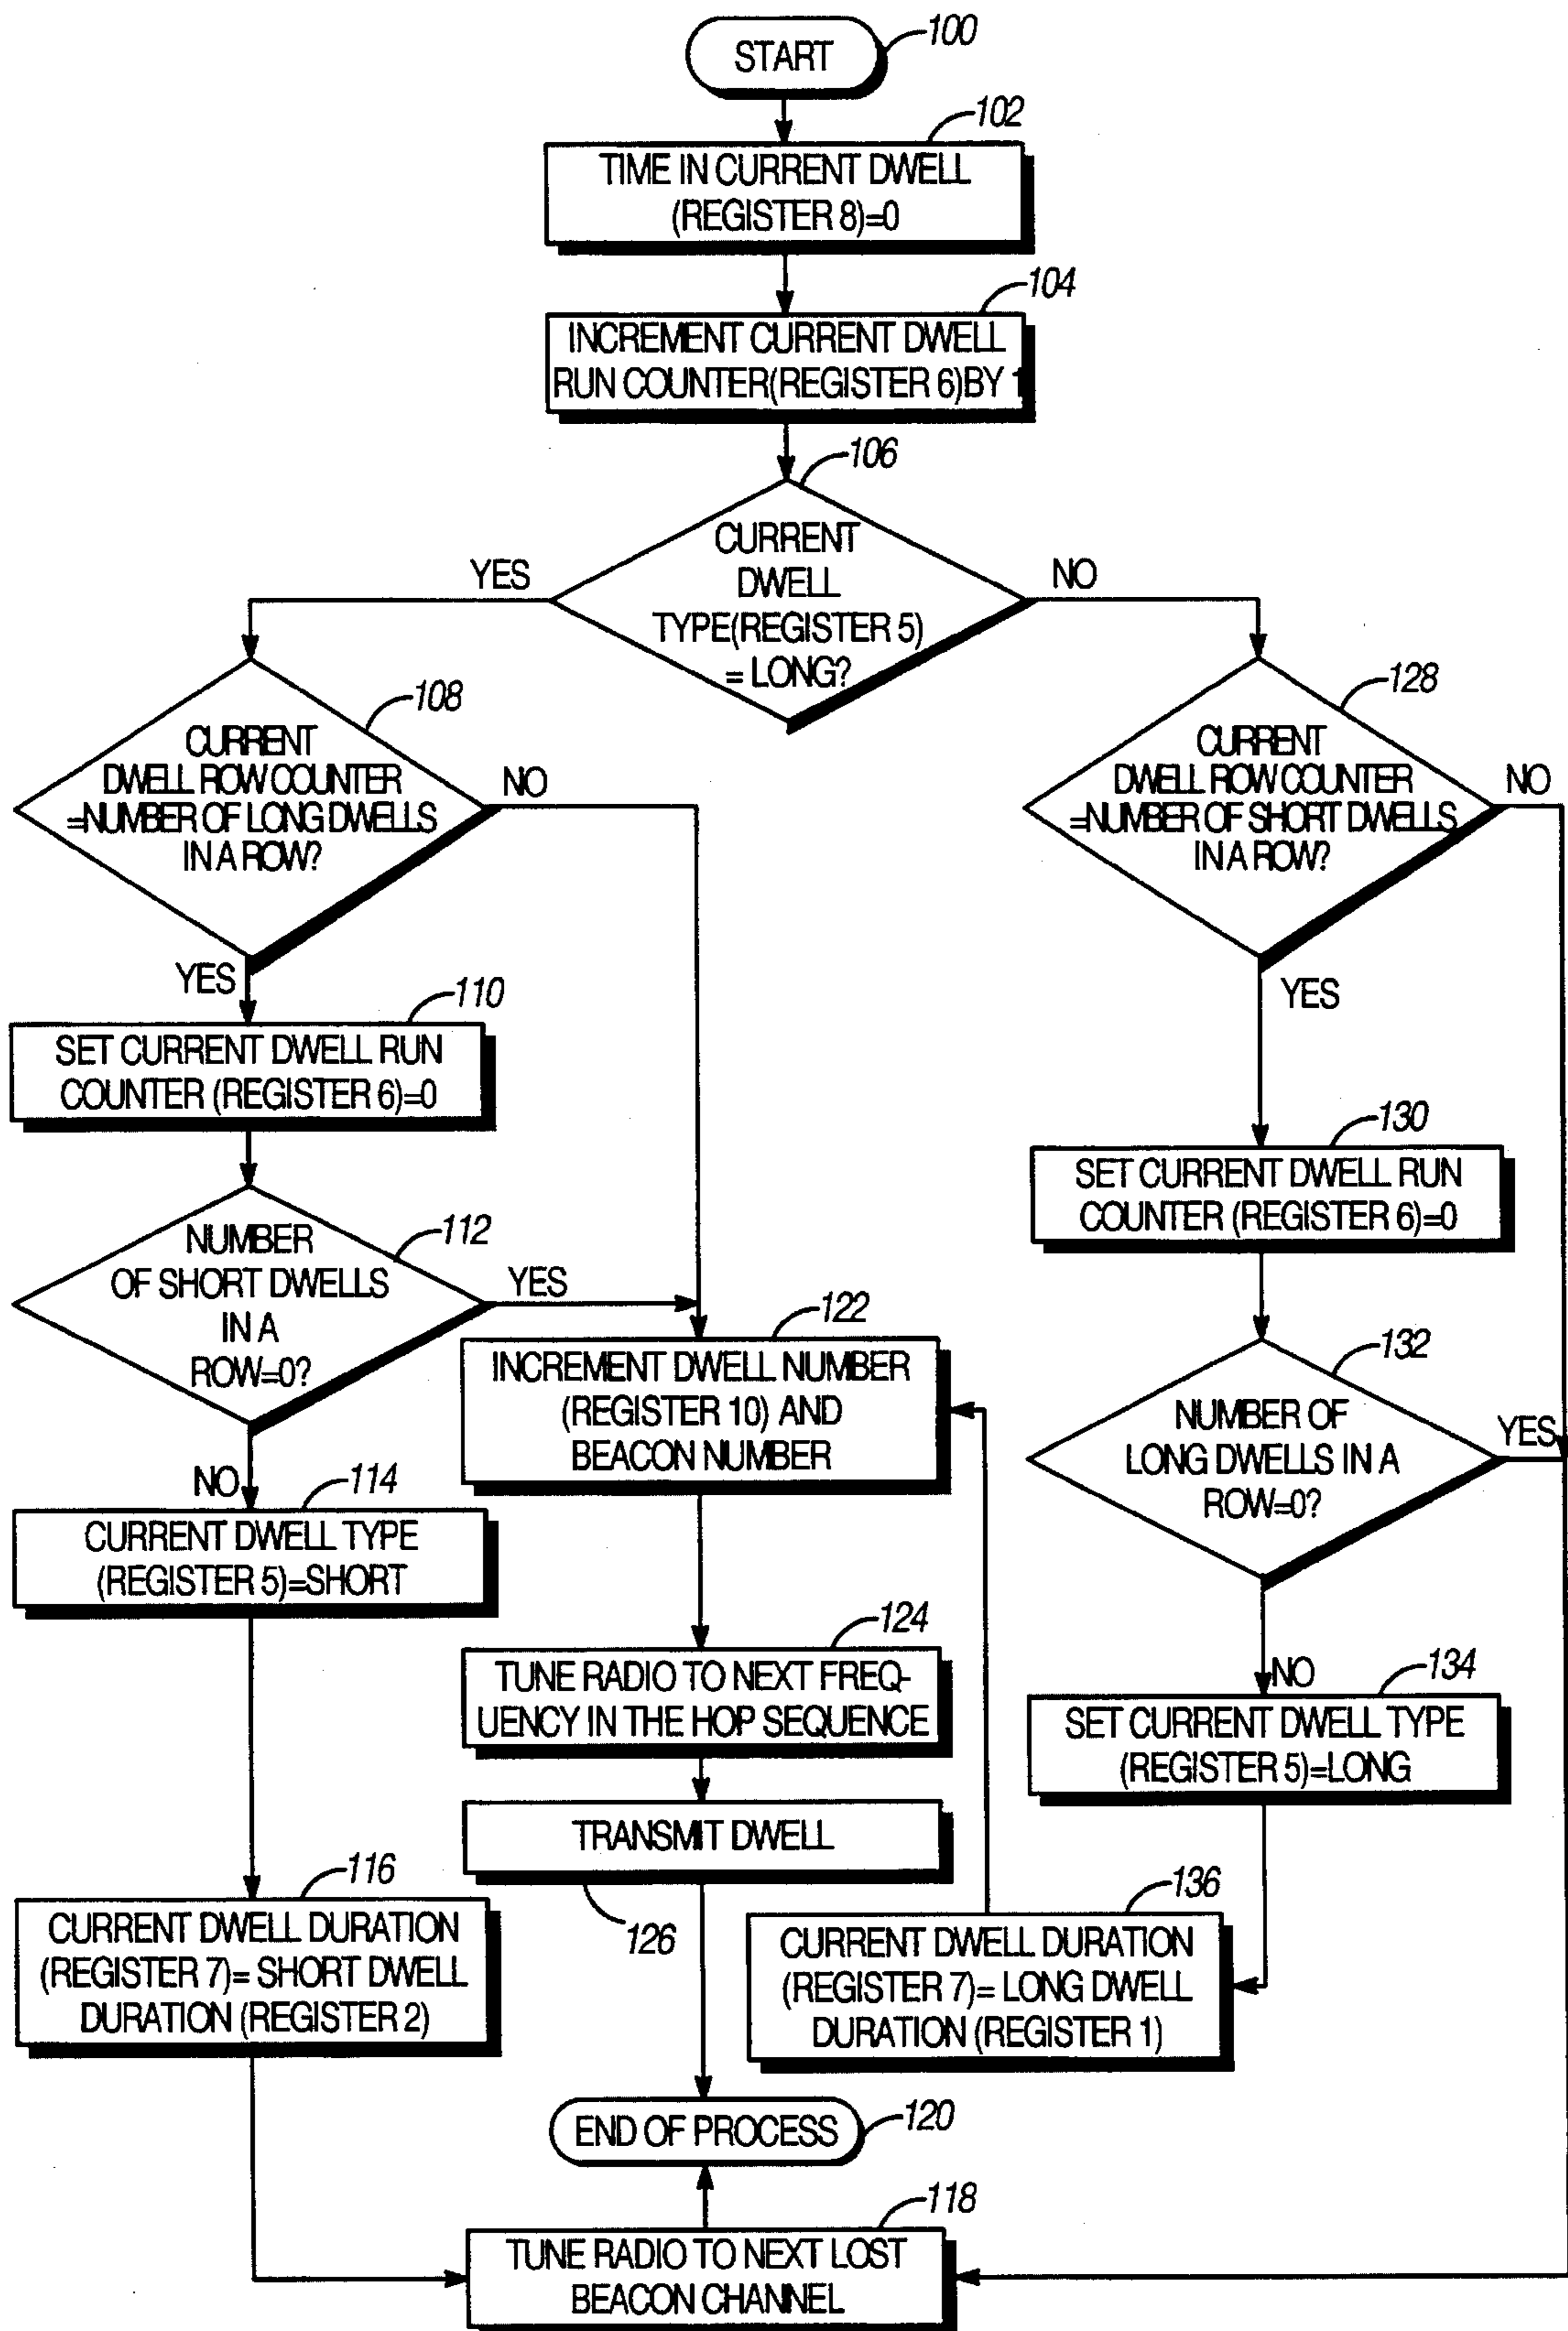 START
100
102
TIME IN CURRENT DWELL
(REGISTER 8)=0
104
INCREMENT CURRENT DWELL
RUN COUNTER(REGISTER 6)BY 1
106
CURRENT
DWELL
TYPE(REGISTER 5)
= LONG?
YES
NO
108
CURRENT
DWELL ROW COUNTER
=NUMBER OF LONG DWELLS
IN A ROW?
NO
YES
128
CURRENT
DWELL ROW COUNTER
=NUMBER OF SHORT DWELLS
IN A ROW?
NO
YES
110
SET CURRENT DWELL RUN
COUNTER (REGISTER 6)=0
130
SET CURRENT DWELL RUN
COUNTER (REGISTER 6)=0
112
NUMBER
OF SHORT DWELLS
IN A
ROW=0?
YES
NO
122
INCREMENT DWELL NUMBER
(REGISTER 10) AND
BEACON NUMBER
132
NUMBER OF
LONG DWELLS IN A
ROW=0?
YES
NO
114
CURRENT DWELL TYPE
(REGISTER 5)=SHORT
124
TUNE RADIO TO NEXT FREQ-
UENCY IN THE HOP SEQUENCE
134
SET CURRENT DWELL TYPE
(REGISTER 5)=LONG
TRANSMIT DWELL
126
116
CURRENT DWELL DURATION
(REGISTER 7)= SHORT DWELL
DURATION (REGISTER 2)
136
CURRENT DWELL DURATION
(REGISTER 7)= LONG DWELL
DURATION (REGISTER 1)
END OF PROCESS
120
118
TUNE RADIO TO NEXT LOST
BEACON CHANNEL